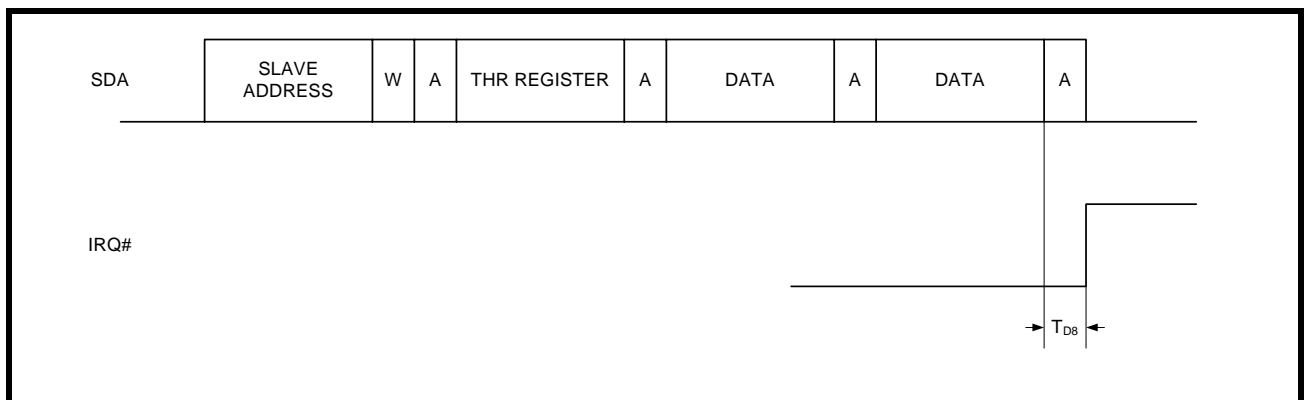 SDA
SLAVE
ADDRESS
W
A
THR REGISTER
A
DATA
A
DATA
A
IRQ#
TD8